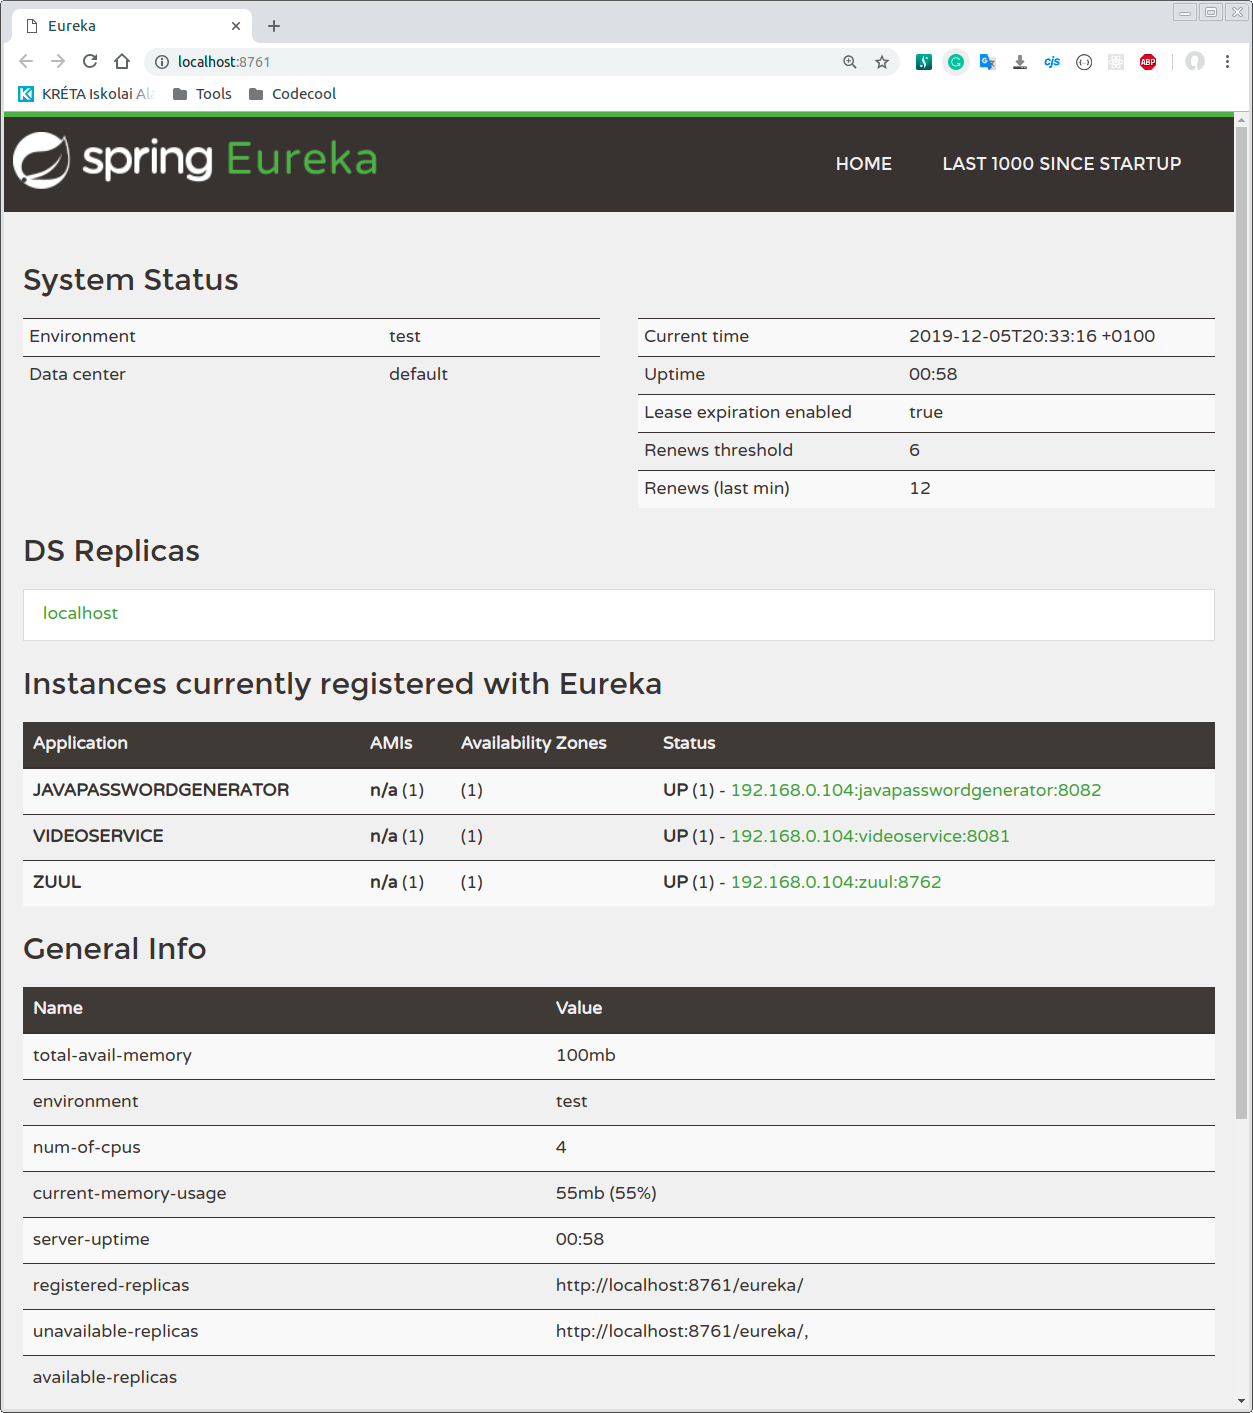 Eureka
localhost:8761
KRÉTA Iskolai Ala
Tools
Codecool
cjs
ABP
spring Eureka
HOME
LAST 1000 SINCE STARTUP
System Status
Environment test
Data center default
Current time 2019-12-05T20:33:16 +0100
Uptime 00:58
Lease expiration enabled true
Renews threshold 6
Renews (last min) 12
DS Replicas
localhost
Instances currently registered with Eureka
Application AMIs Availability Zones Status
JAVAPASSWORDGENERATOR n/a (1) (1) UP (1) - 192.168.0.104:javapasswordgenerator:8082
VIDEOSERVICE n/a (1) (1) UP (1) - 192.168.0.104:videoservice:8081
ZUUL n/a (1) (1) UP (1) - 192.168.0.104:zuul:8762
General Info
Name Value
total-avail-memory 100mb
environment test
num-of-cpus 4
current-memory-usage 55mb (55%)
server-uptime 00:58
registered-replicas http://localhost:8761/eureka/
unavailable-replicas http://localhost:8761/eureka/,
available-replicas